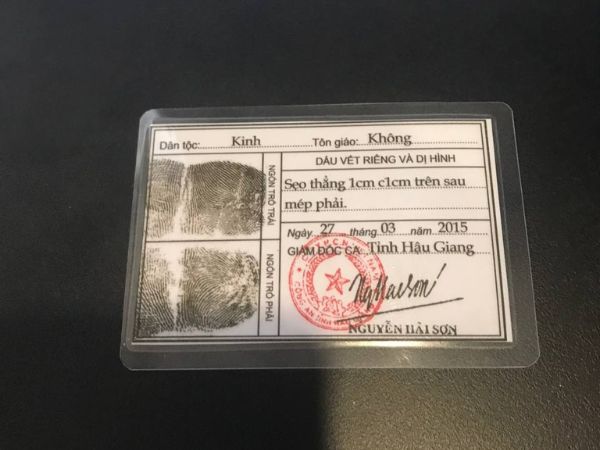 Dân tộc: Kinh Tôn giáo: Không
NGÓN TRỎ TRÁI
NGÓN TRỎ PHẢI
DẤU VẾT RIÊNG VÀ DỊ HÌNH
Sẹo thẳng 1cm c1cm trên sau
mép phải.
Ngày 27 tháng 03 năm 2015
GIÁM ĐỐC CA: Tỉnh Hậu Giang
NGUYỄN HẢI SƠN